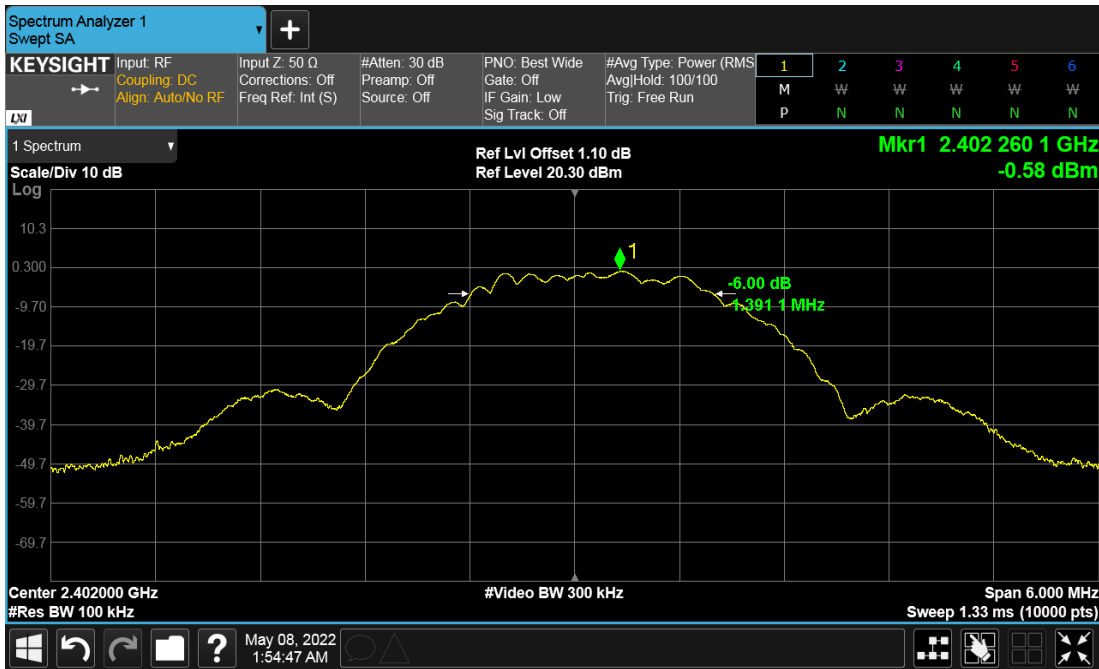 Spectrum Analyzer 1
Swept SA
KEYSIGHT
LXI
Input: RF
Coupling: DC
Align: Auto/No RF
Input Z: 50 Ω
Corrections: Off
Freq Ref: Int (S)
#Atten: 30 dB
Preamp: Off
Source: Off
PNO: Best Wide
Gate: Off
IF Gain: Low
Sig Track: Off
#Avg Type: Power (RMS
Avg|Hold: 100/100
Trig: Free Run
1 2 3 4 5 6
M W W W W W
P N N N N N
1 Spectrum
Scale/Div 10 dB
Log
Ref Lvl Offset 1.10 dB
Ref Level 20.30 dBm
Mkr1 2.402 260 1 GHz
-0.58 dBm
10.3
0.300
-9.70
-19.7
-29.7
-39.7
-49.7
-59.7
-69.7
1
-6.00 dB
1.391 1 MHz
Center 2.402000 GHz
#Res BW 100 kHz
#Video BW 300 kHz
Span 6.000 MHz
Sweep 1.33 ms (10000 pts)
?
May 08, 2022
1:54:47 AM